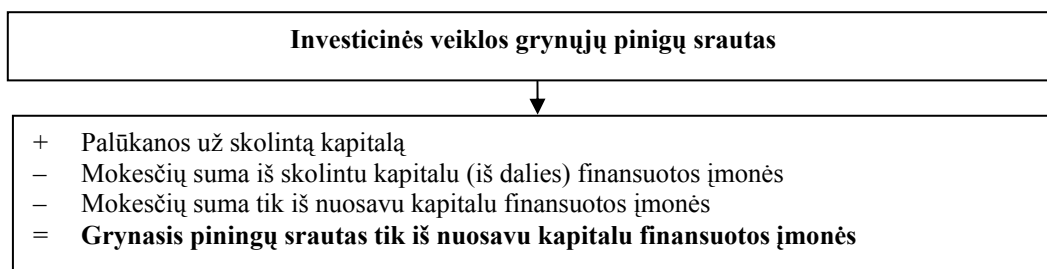 Investicinės veiklos grynųjų pinigų srautas
+ Palūkanos už skolintą kapitalą
– Mokesčių suma iš skolintu kapitalu (iš dalies) finansuotos įmonės
– Mokesčių suma tik iš nuosavu kapitalu finansuotos įmonės
= Grynasis piningų srautas tik iš nuosavu kapitalu finansuotos įmonės